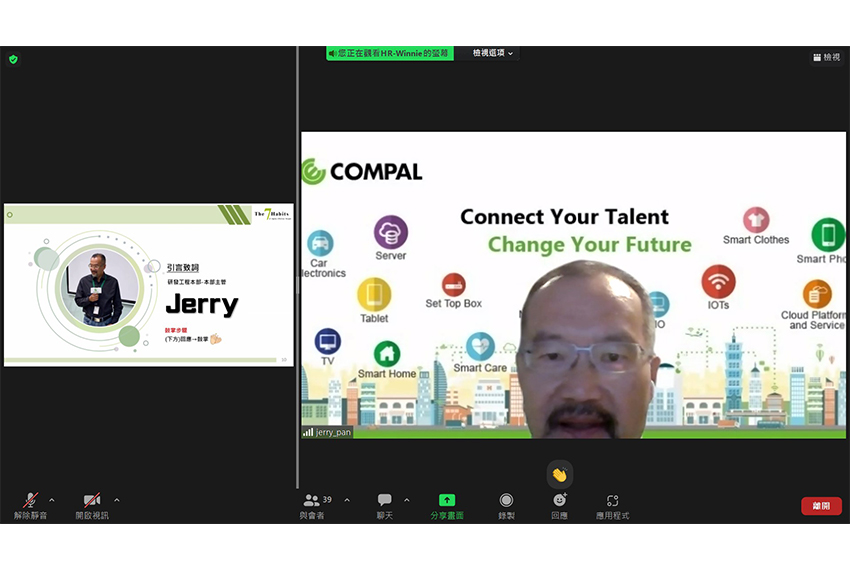 您正在觀看HR-Winnie的螢幕
檢視選項
檢視
The 7 Habits
引言致詞
研發工程本部-本部主管
Jerry
鼓掌步驟
(下方)回應→鼓掌
COMPAL
Connect Your Talent
Change Your Future
Car
lectronics
Server
Tablet
Set Top Box
TV
Smart Home
Smart Care
IO
IOTs
Smart Clothes
Smart Pho
Cloud Platform
and Service
jerry_pan
解除靜音
開啟視訊
39
與會者
聊天
分享畫面
錄製
回應
應用程式
離開